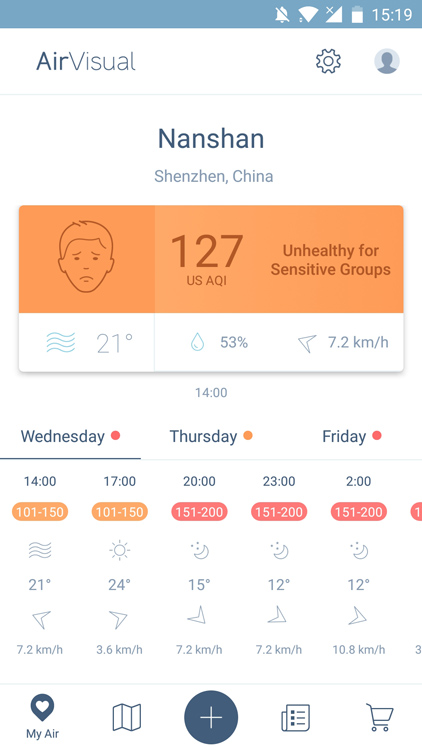 15:19
AirVisual
Nanshan
Shenzhen, China
127
US AQI
Unhealthy for
Sensitive Groups
21°
53%
7.2 km/h
14:00
Wednesday Thursday Friday
14:00 17:00 20:00 23:00 2:00
101-150 101-150 151-200 151-200 151-200 1
21° 24° 15° 12° 12°
7.2 km/h 3.6 km/h 7.2 km/h 7.2 km/h 10.8 km/h 3
My Air